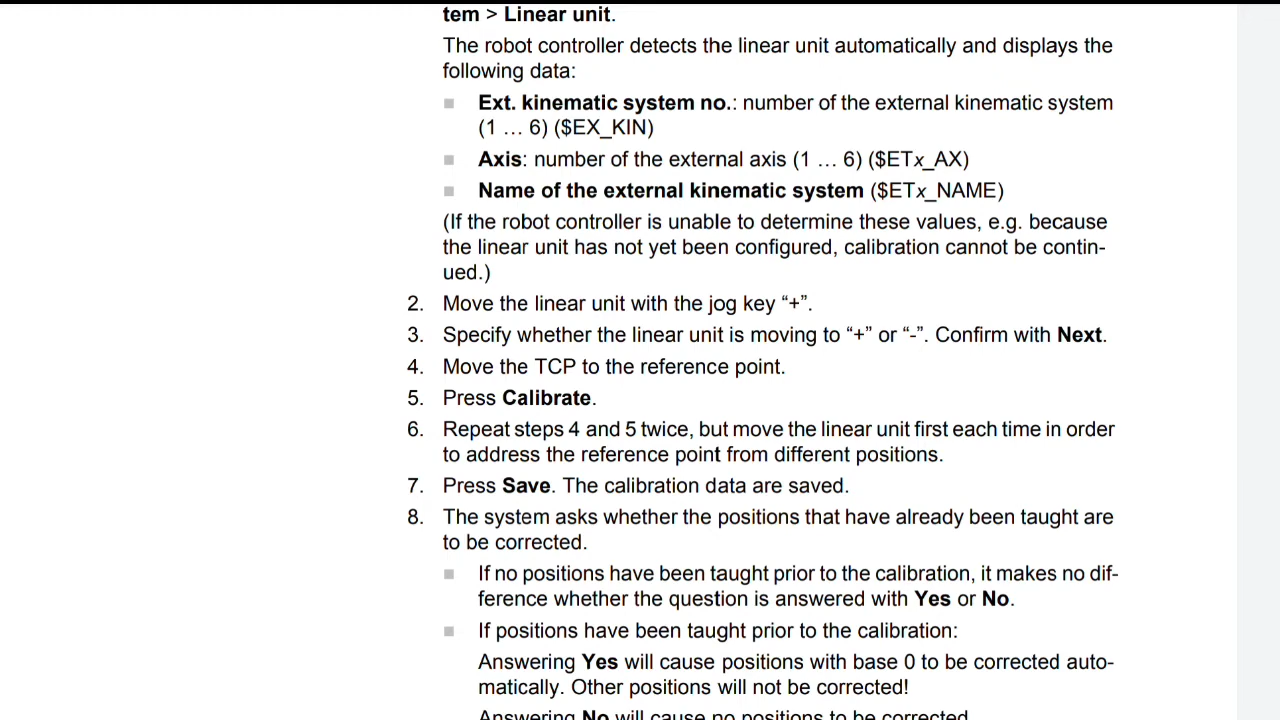 tem > Linear unit.
The robot controller detects the linear unit automatically and displays the
following data:
Ext. kinematic system no.: number of the external kinematic system
(1 … 6) ($EX_KIN)
Axis: number of the external axis (1 … 6) ($ETx_AX)
Name of the external kinematic system ($ETx_NAME)
(If the robot controller is unable to determine these values, e.g. because
the linear unit has not yet been configured, calibration cannot be contin-
ued.)
2. Move the linear unit with the jog key “+”.
3. Specify whether the linear unit is moving to “+” or “-”. Confirm with Next.
4. Move the TCP to the reference point.
5. Press Calibrate.
6. Repeat steps 4 and 5 twice, but move the linear unit first each time in order
to address the reference point from different positions.
7. Press Save. The calibration data are saved.
8. The system asks whether the positions that have already been taught are
to be corrected.
If no positions have been taught prior to the calibration, it makes no dif-
ference whether the question is answered with Yes or No.
If positions have been taught prior to the calibration:
Answering Yes will cause positions with base 0 to be corrected auto-
matically. Other positions will not be corrected!
Answering No will cause no positions to be corrected.